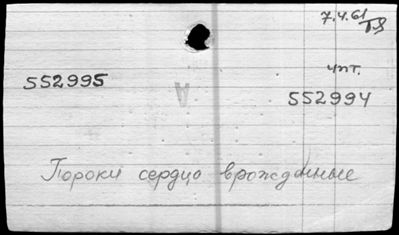 7.4.61
552995
чит.
552994
Пороки сердца врожденные